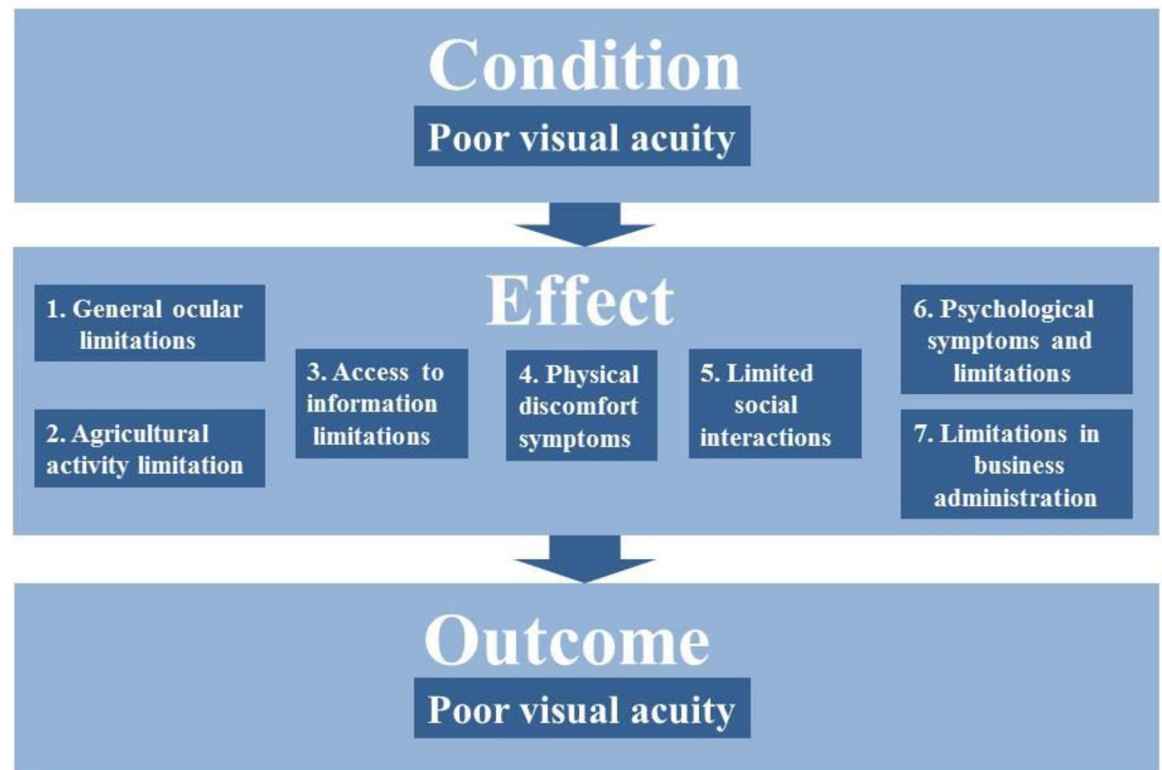 Condition
Poor visual acuity
Effect
1. General ocular
limitations
2. Agricultural
activity limitation
3. Access to
information
limitations
4. Physical
discomfort
symptoms
5. Limited
social
interactions
6. Psychological
symptoms and
limitations
7. Limitations in
business
administration
Outcome
Poor visual acuity